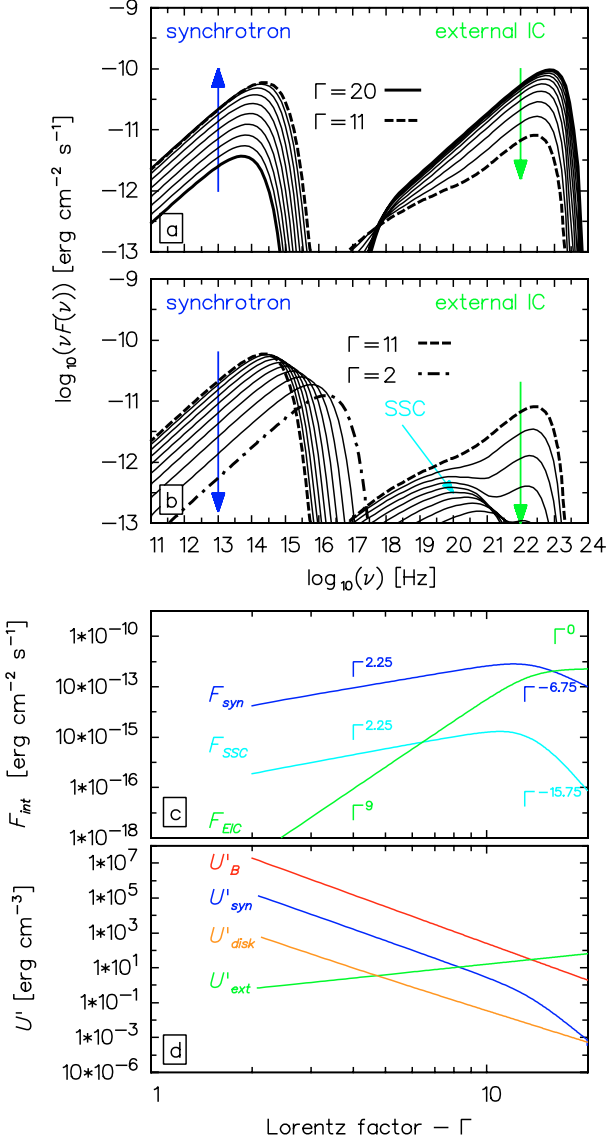 −9
synchrotron
external IC
−10
Γ=20
Γ=11
−11
−12
a
−13
log₁₀(νF(ν)) [erg cm⁻² s⁻¹]
−9
synchrotron
external IC
−10
Γ=11
Γ=2
−11
SSC
−12
b
−13
11 12 13 14 15 16 17 18 19 20 21 22 23 24
log₁₀(ν) [Hz]
1*10⁻¹⁰
Γ⁰
Γ²·²⁵
10*10⁻¹³
F_syn
Γ⁻⁶·⁷⁵
Γ²·²⁵
10*10⁻¹⁵
F_SSC
1*10⁻¹⁶
Γ⁻¹⁵·⁷⁵
Γ⁹
F_EIC
c
1*10⁻¹⁸
F_int [erg cm⁻² s⁻¹]
1*10⁷
U'_B
1*10⁵
U'_syn
1*10³
U'_disk
1*10¹
U'_ext
1*10⁻¹
1*10⁻³
d
10*10⁻⁶
U' [erg cm⁻³]
1 10
Lorentz factor − Γ